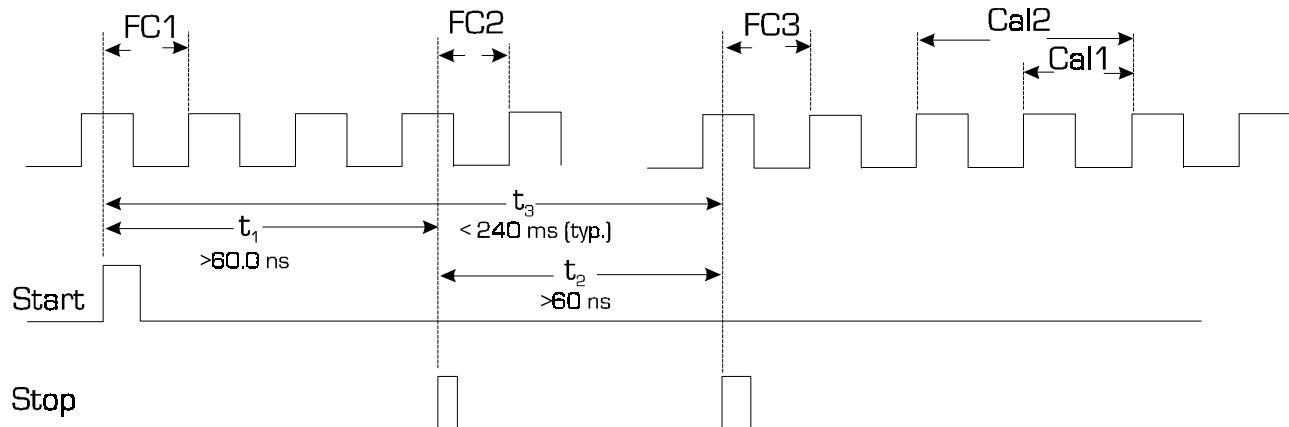 FC1
FC2
FC3
Cal2
Cal1
t₃
t₁
< 240 ms (typ.)
>60.0 ns
t₂
>60 ns
Start
Stop